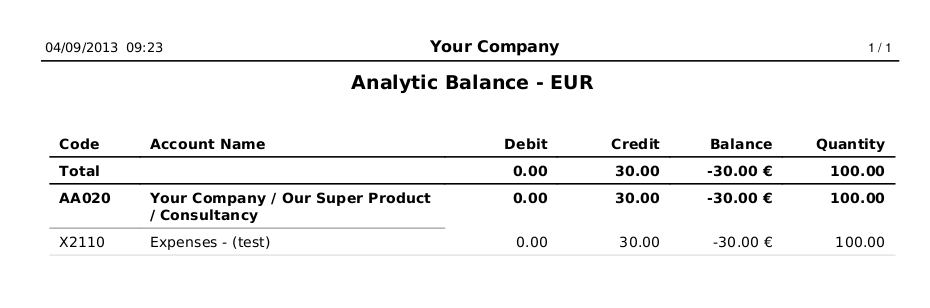 04/09/2013 09:23 Your Company 1 / 1
Analytic Balance - EUR
Code Account Name Debit Credit Balance Quantity
Total 0.00 30.00 -30.00 € 100.00
AA020 Your Company / Our Super Product 0.00 30.00 -30.00 € 100.00
/ Consultancy
X2110 Expenses - (test) 0.00 30.00 -30.00 € 100.00